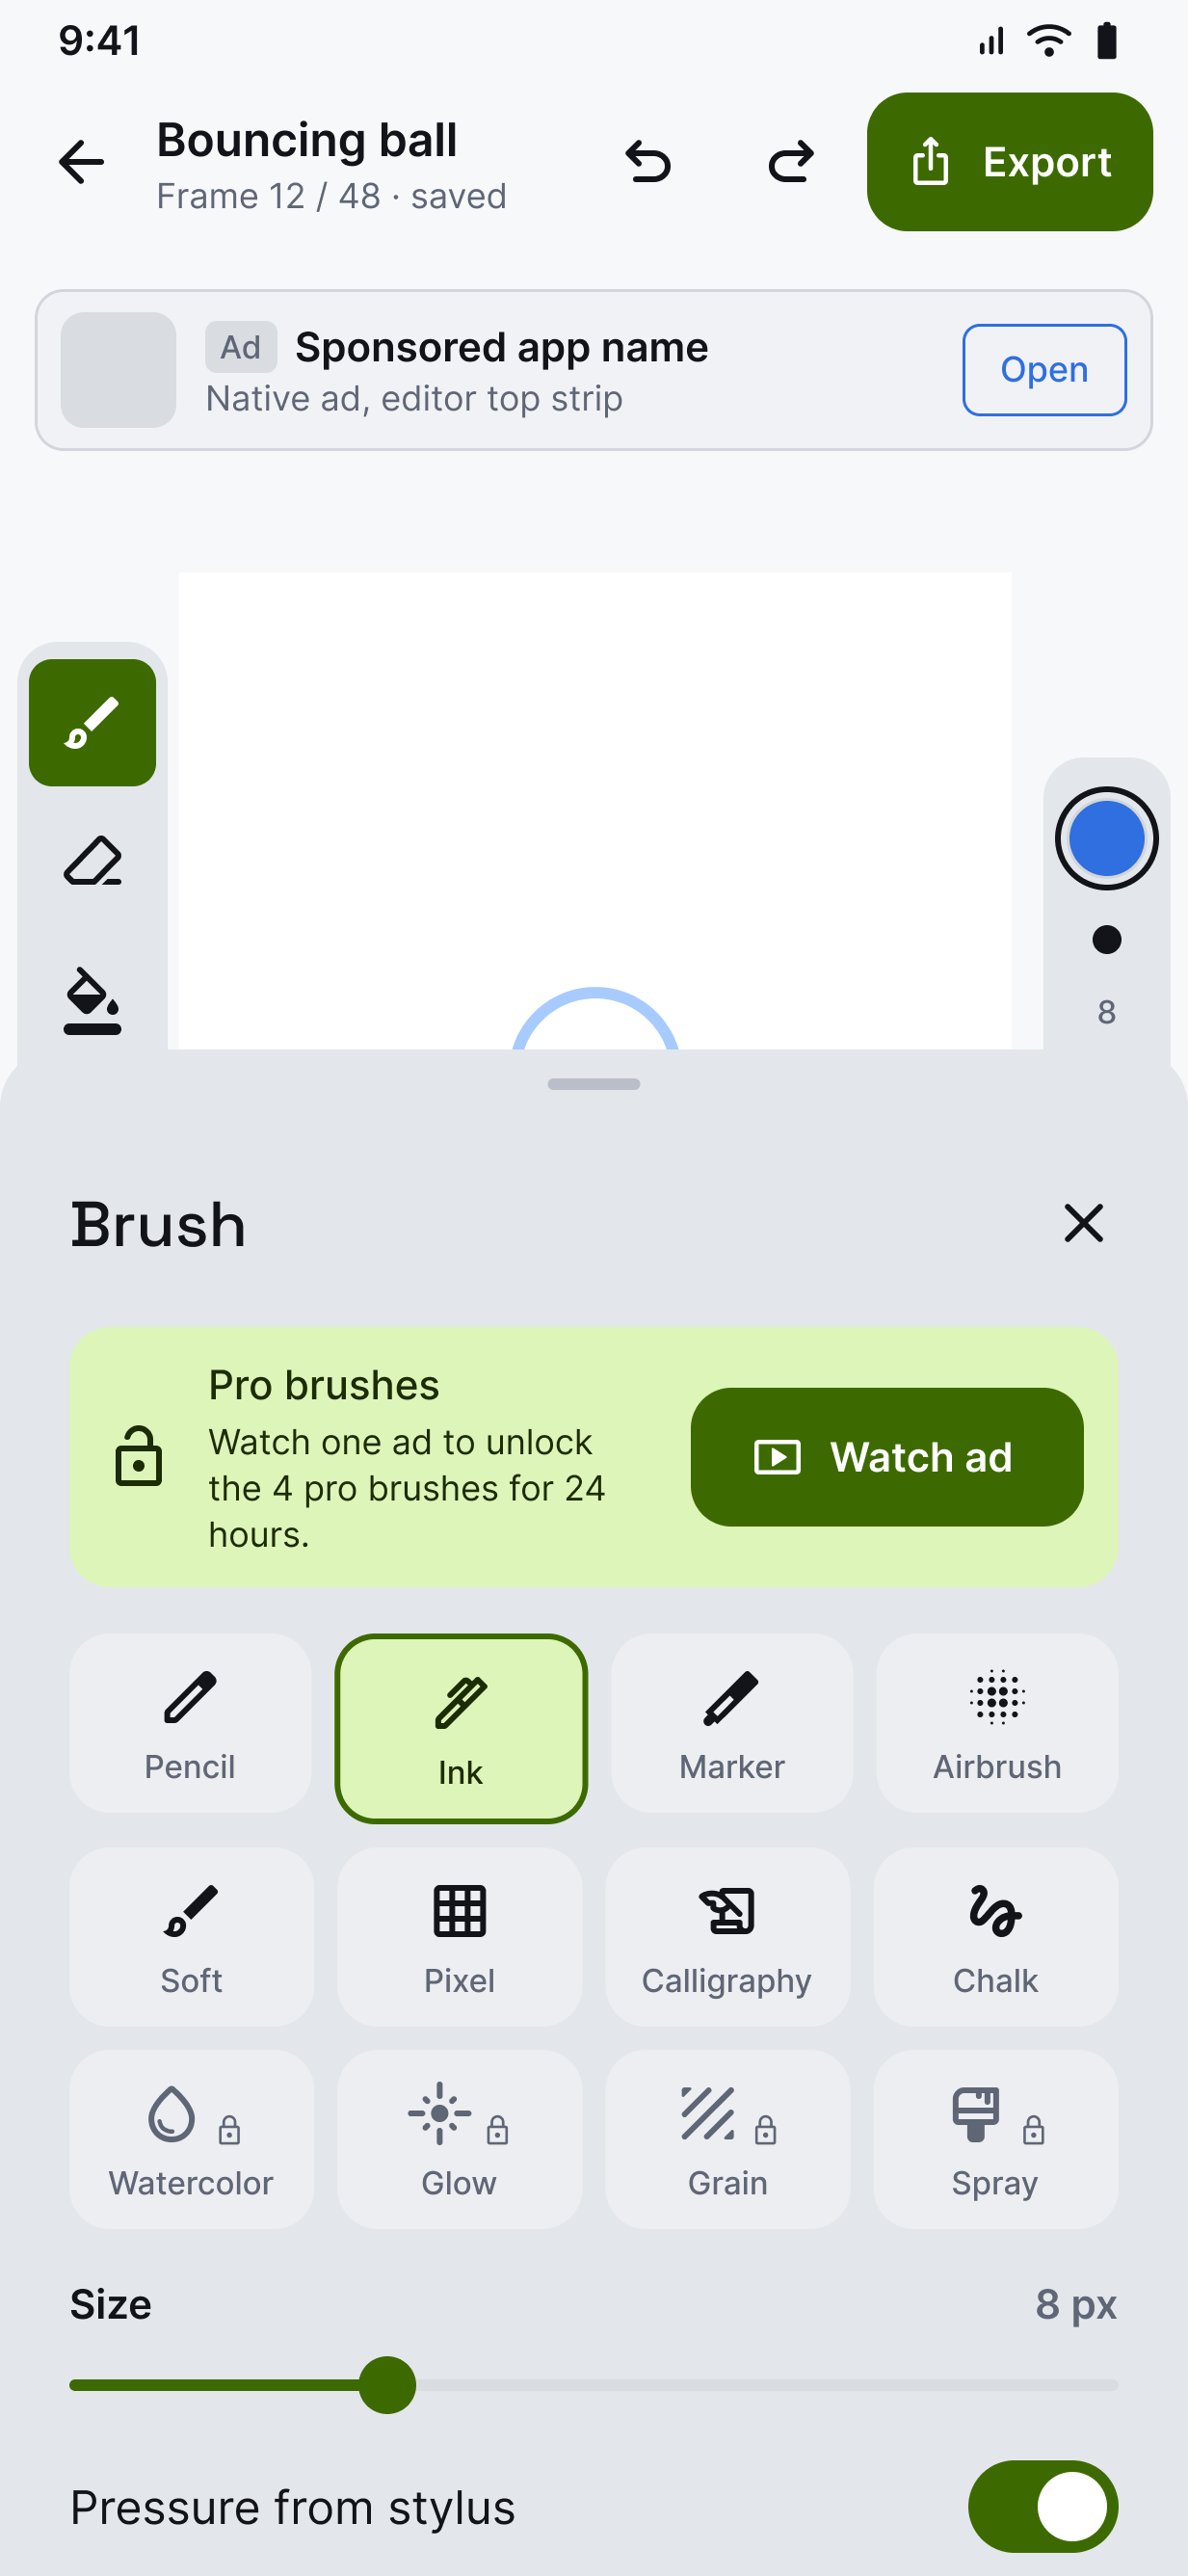 9:41
Bouncing ball
Frame 12 / 48 · saved
Export
Ad
Sponsored app name
Native ad, editor top strip
Open
8
Brush
Pro brushes
Watch one ad to unlock
the 4 pro brushes for 24
hours.
Watch ad
Pencil
Ink
Marker
Airbrush
Soft
Pixel
Calligraphy
Chalk
Watercolor
Glow
Grain
Spray
Size
8 px
Pressure from stylus